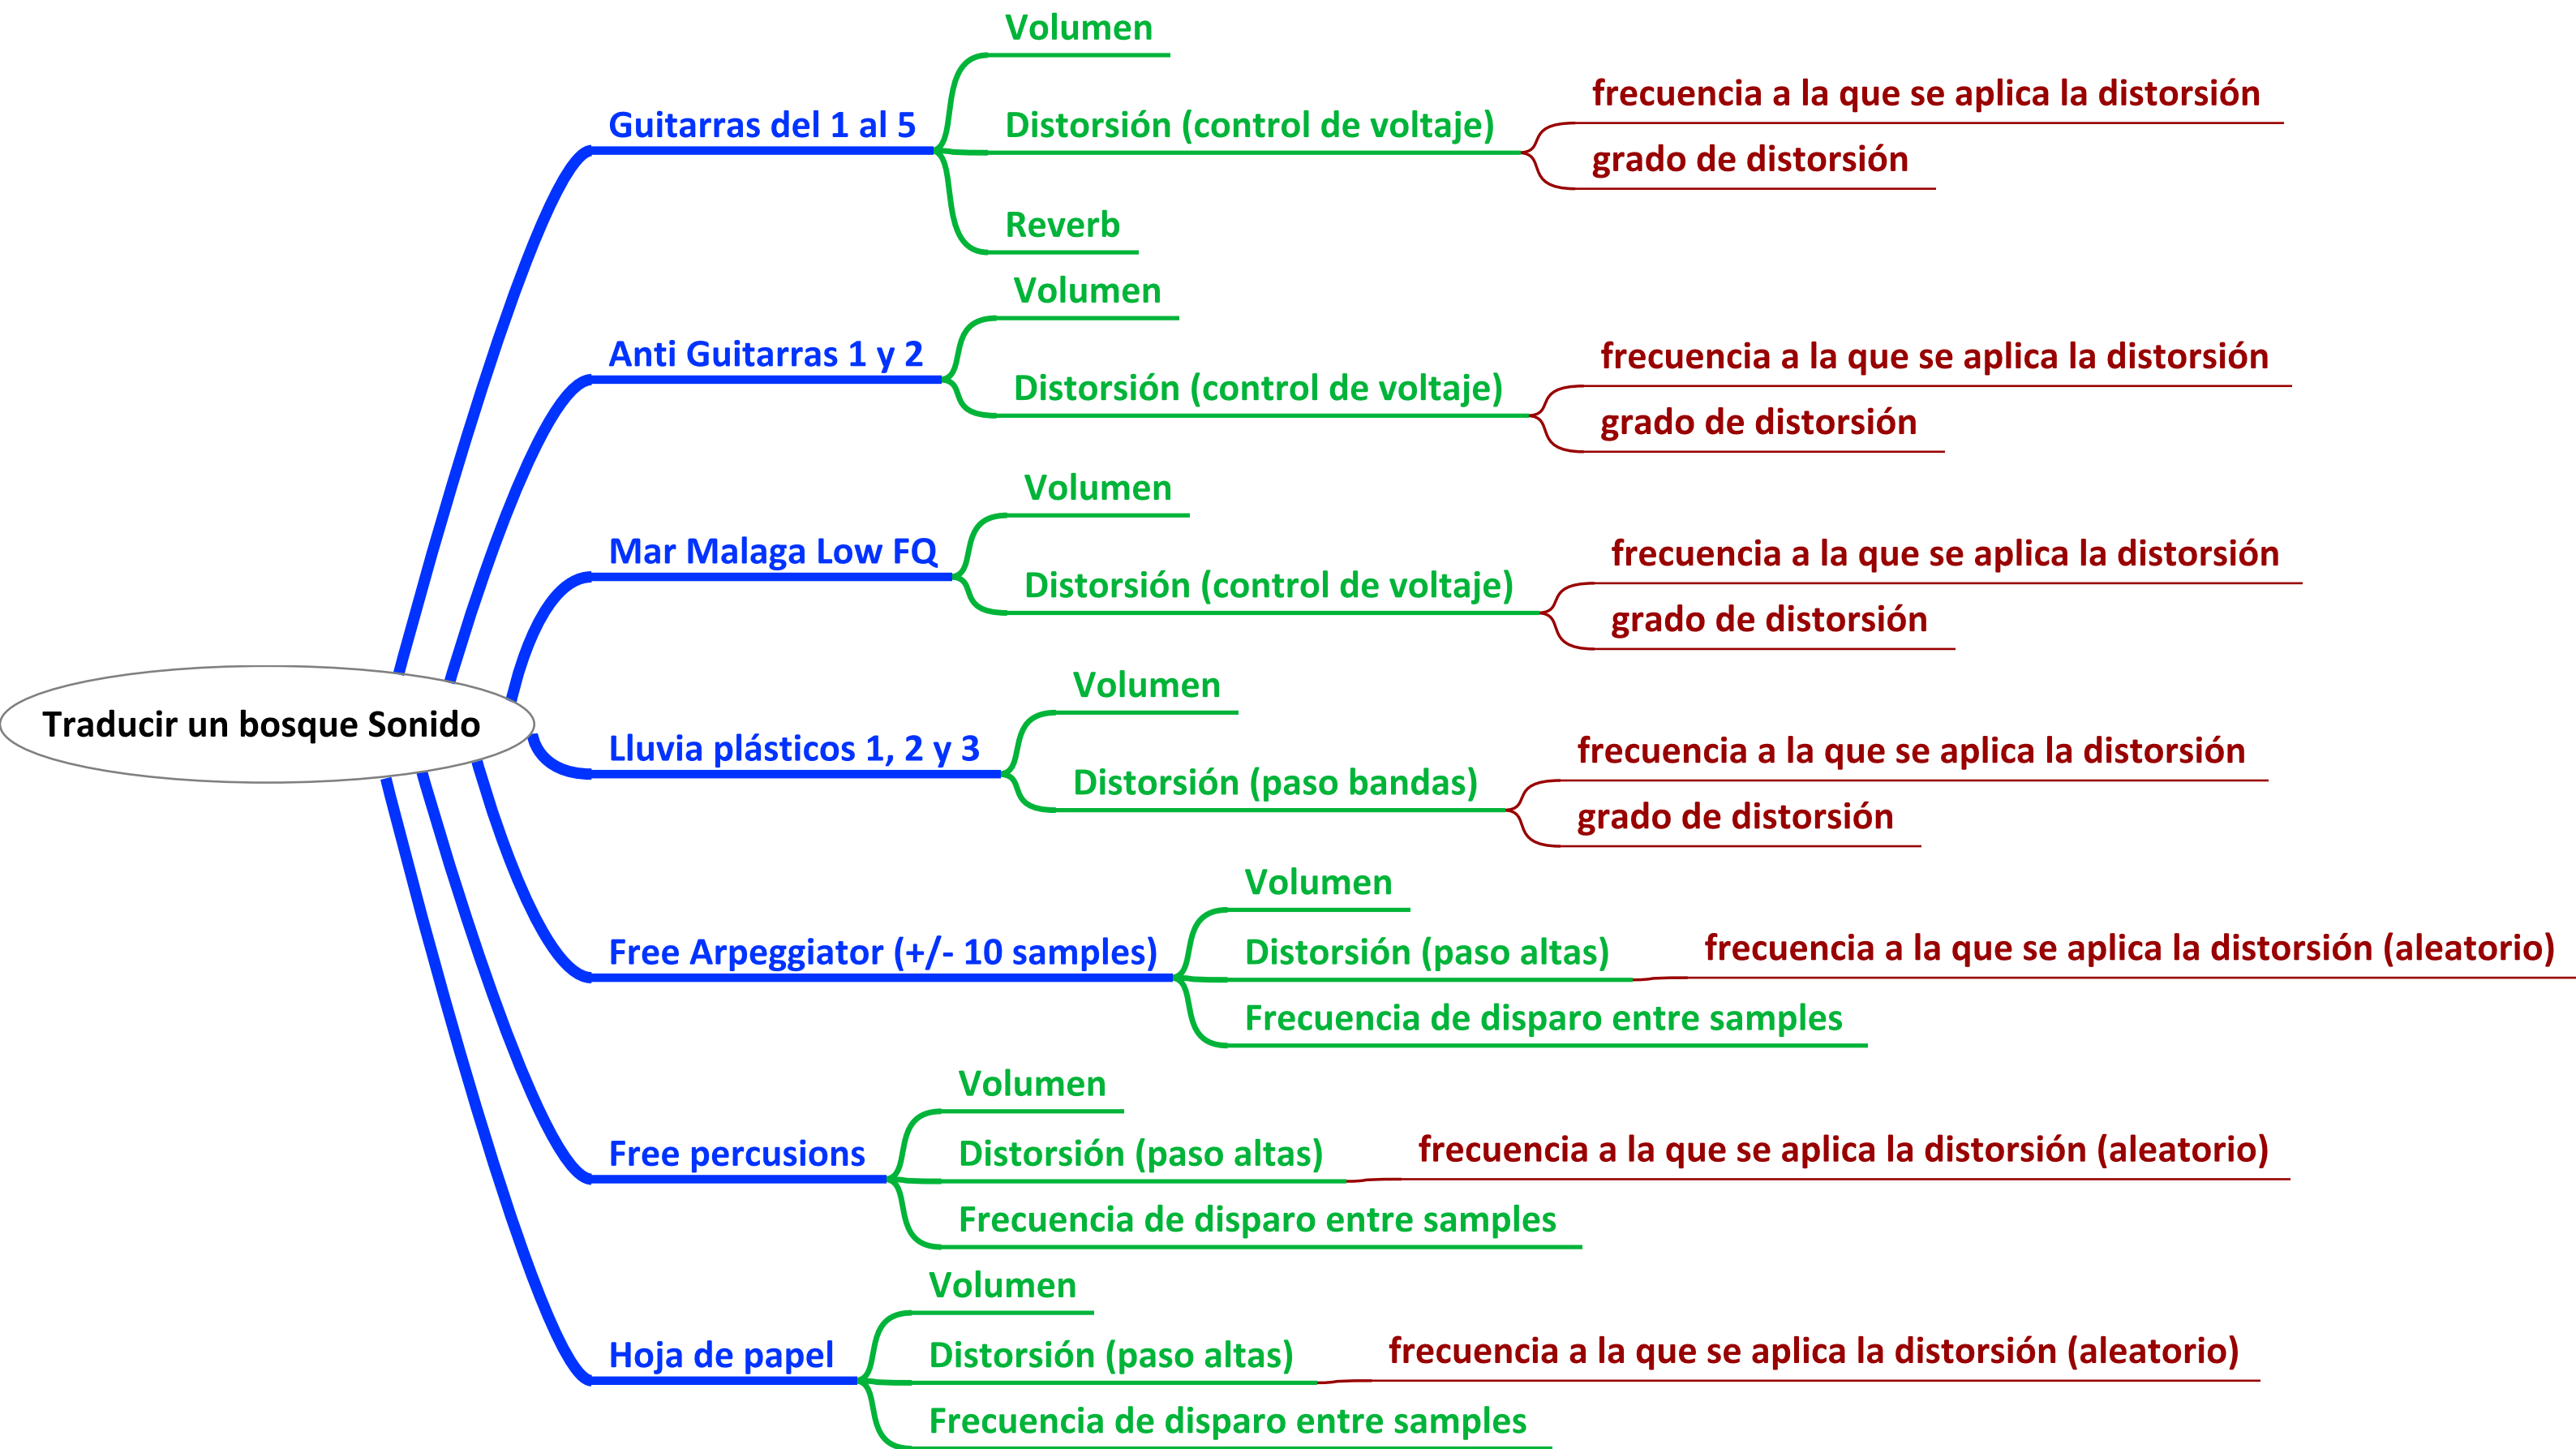 Traducir un bosque Sonido
Guitarras del 1 al 5
Volumen
Distorsión (control de voltaje)
frecuencia a la que se aplica la distorsión
grado de distorsión
Reverb
Anti Guitarras 1 y 2
Volumen
Distorsión (control de voltaje)
frecuencia a la que se aplica la distorsión
grado de distorsión
Mar Malaga Low FQ
Volumen
Distorsión (control de voltaje)
frecuencia a la que se aplica la distorsión
grado de distorsión
Lluvia plásticos 1, 2 y 3
Volumen
Distorsión (paso bandas)
frecuencia a la que se aplica la distorsión
grado de distorsión
Free Arpeggiator (+/- 10 samples)
Volumen
Distorsión (paso altas)
frecuencia a la que se aplica la distorsión (aleatorio)
Frecuencia de disparo entre samples
Free percusions
Volumen
Distorsión (paso altas)
frecuencia a la que se aplica la distorsión (aleatorio)
Frecuencia de disparo entre samples
Hoja de papel
Volumen
Distorsión (paso altas)
frecuencia a la que se aplica la distorsión (aleatorio)
Frecuencia de disparo entre samples